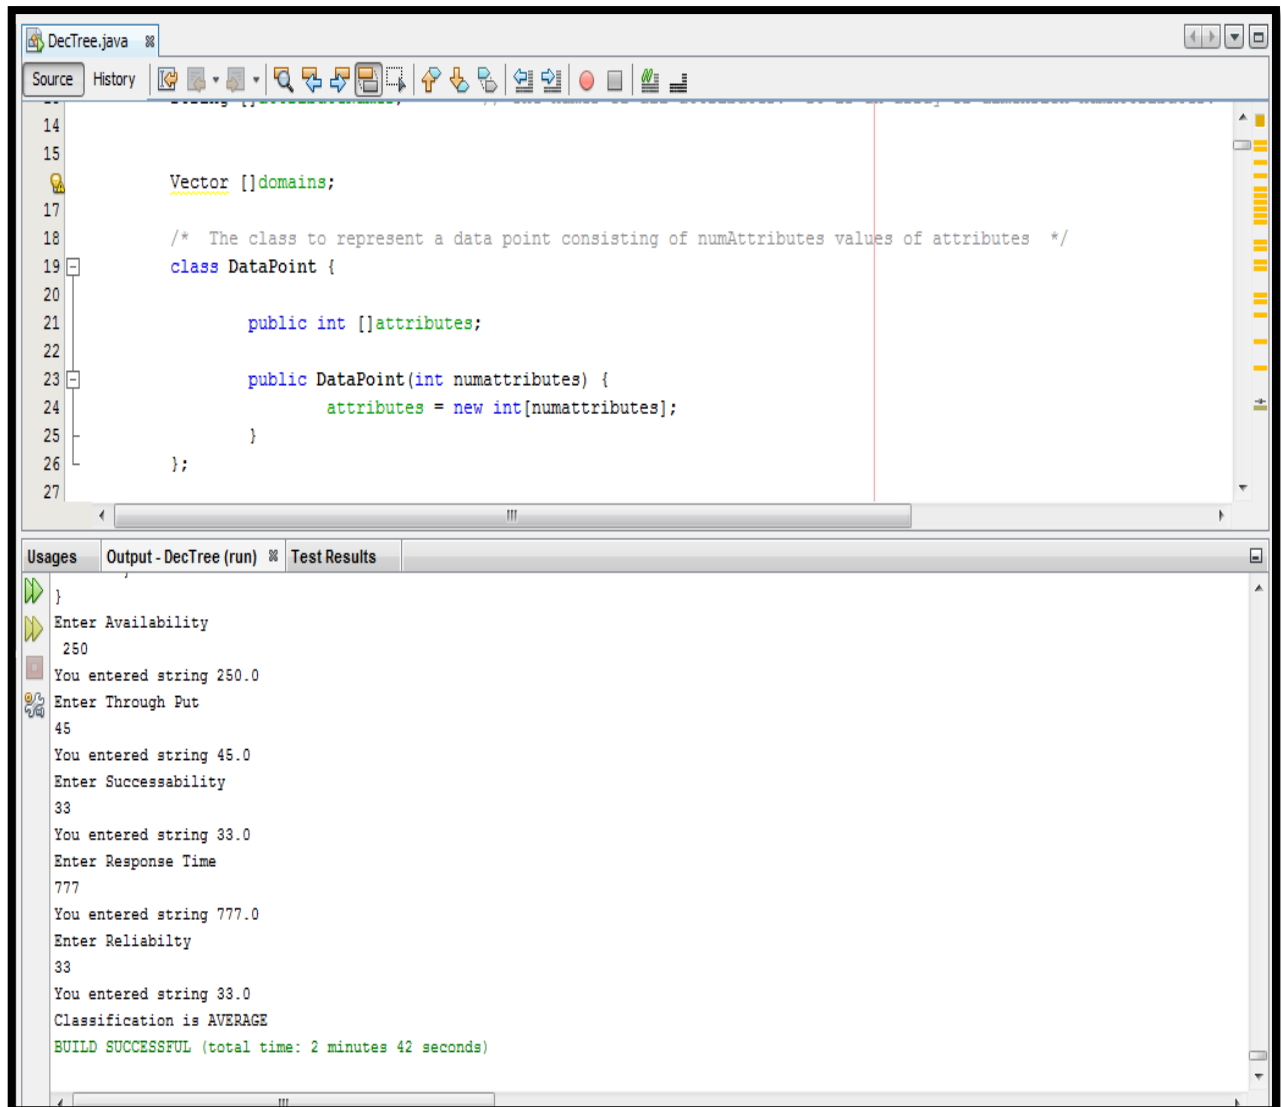 DecTree.java
Source History
14
15
Vector []domains;
17
18 /* The class to represent a data point consisting of numAttributes values of attributes */
19 class DataPoint {
20
21 public int []attributes;
22
23 public DataPoint(int numattributes) {
24 attributes = new int[numattributes];
25 }
26 };
27
Usages Output - DecTree (run) Test Results
}
}
Enter Availability
250
You entered string 250.0
Enter Through Put
45
You entered string 45.0
Enter Successability
33
You entered string 33.0
Enter Response Time
777
You entered string 777.0
Enter Reliabilty
33
You entered string 33.0
Classification is AVERAGE
BUILD SUCCESSFUL (total time: 2 minutes 42 seconds)